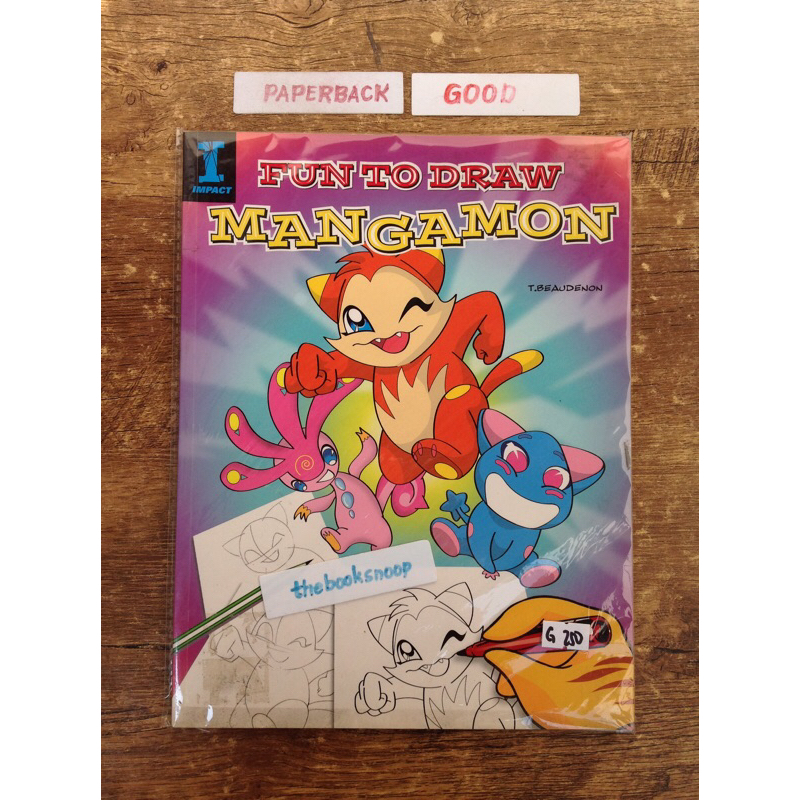 PAPERBACK
GOOD
IMPACT
FUN TO DRAW
MANGAMON
T.BEAUDENON
thebooksnoop
G 250